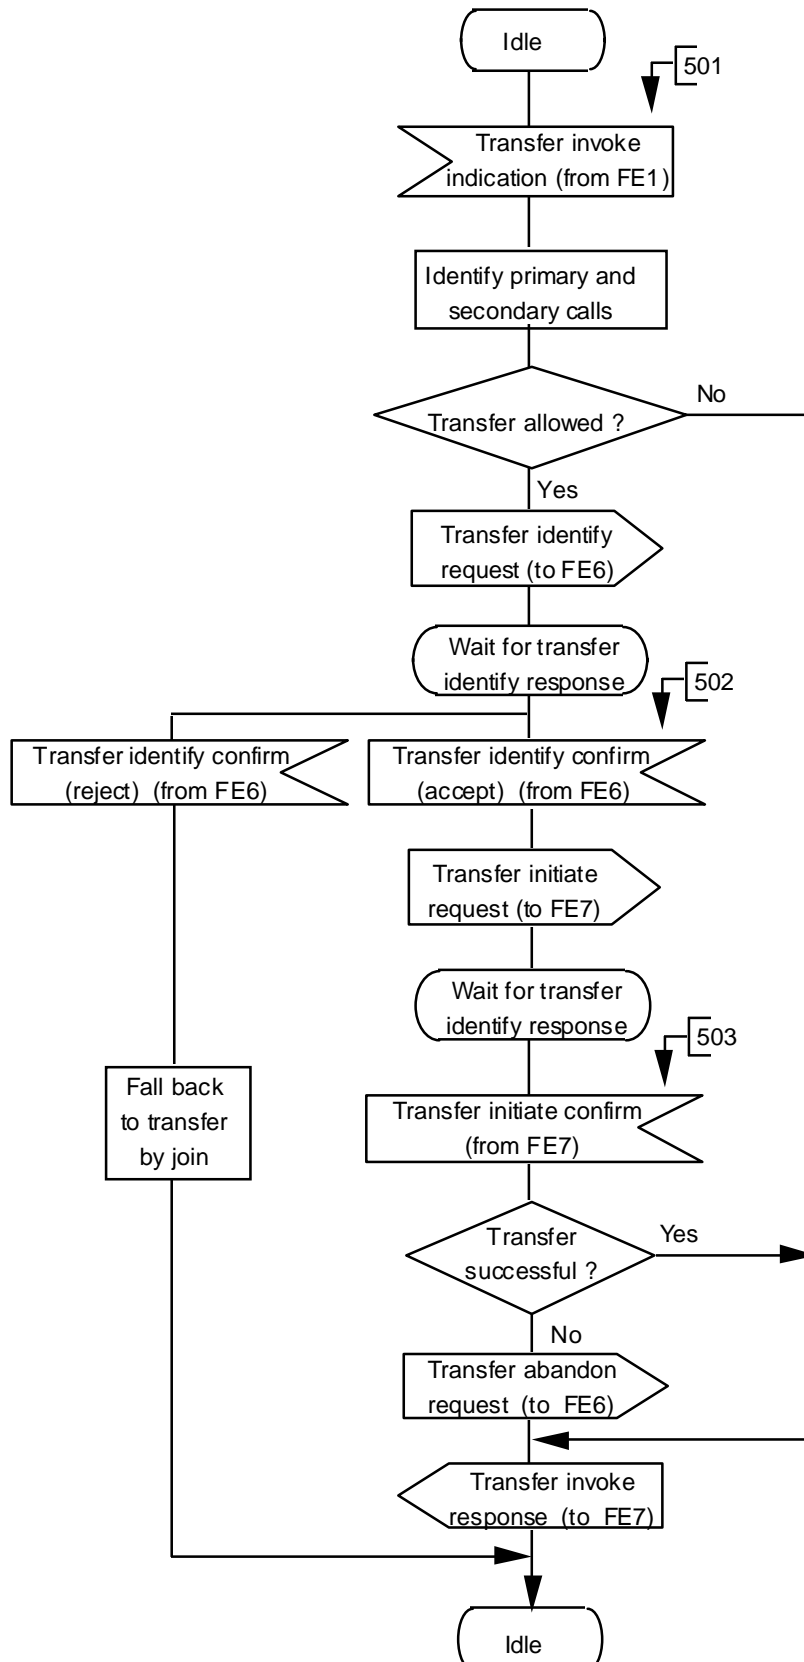 Idle
501
Transfer invoke
indication (from FE1)
Identify primary and
secondary calls
No
Transfer allowed ?
Yes
Transfer identify
request (to FE6)
Wait for transfer
identify response
502
Transfer identify confirm
(reject) (from FE6)
Transfer identify confirm
(accept) (from FE6)
Transfer initiate
request (to FE7)
Wait for transfer
identify response
503
Fall back
to transfer
by join
Transfer initiate confirm
(from FE7)
Transfer
successful ?
Yes
No
Transfer abandon
request (to FE6)
Transfer invoke
response (to FE7)
Idle